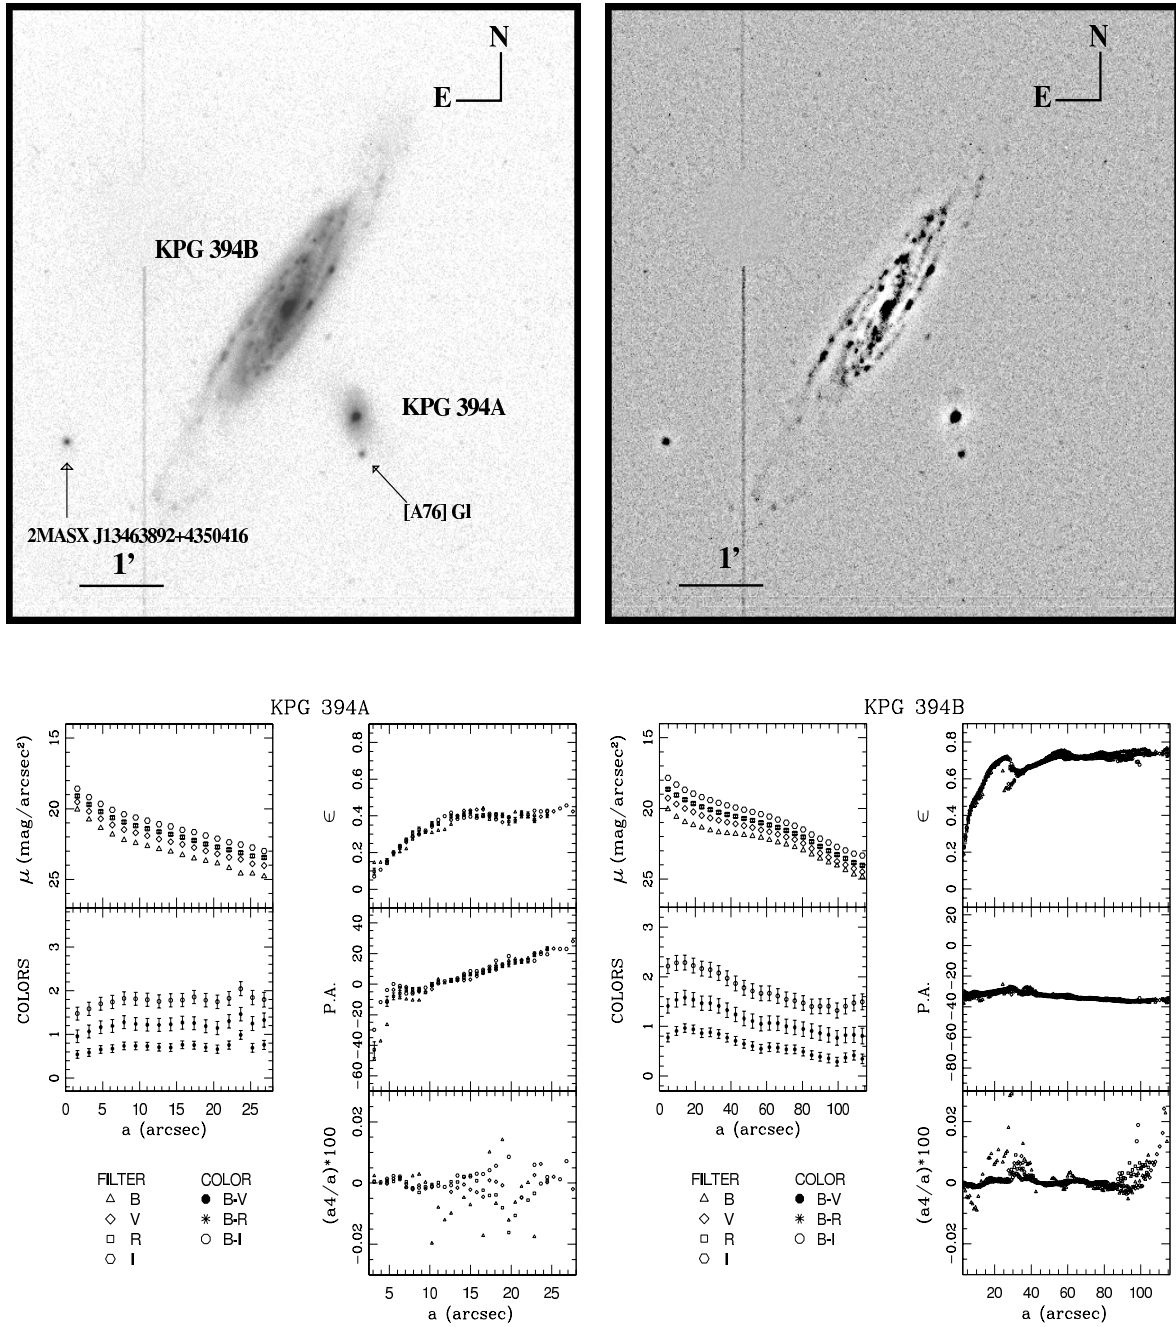 N
E
KPG 394B
KPG 394A
[A76] GI
2MASX J13463892+4350416
1’
N
E
1’
KPG 394A
μ (mag/arcsec²)
15
20
25
COLORS
3
2
1
0
0 5 10 15 20 25
a (arcsec)
FILTER COLOR
B B-V
V B-R
R B-I
I
ϵ
0.8
0.6
0.4
0.2
0
P.A.
40
20
0
−20
−40
−60
(a4/a)*100
0.02
0
−0.02
5 10 15 20 25
a (arcsec)
KPG 394B
μ (mag/arcsec²)
15
20
25
COLORS
3
2
1
0
0 20 40 60 80 100
a (arcsec)
FILTER COLOR
B B-V
V B-R
R B-I
I
ϵ
0.8
0.6
0.4
0.2
0
P.A.
20
0
−20
−40
−60
−80
(a4/a)*100
0.02
0
−0.02
20 40 60 80 100
a (arcsec)